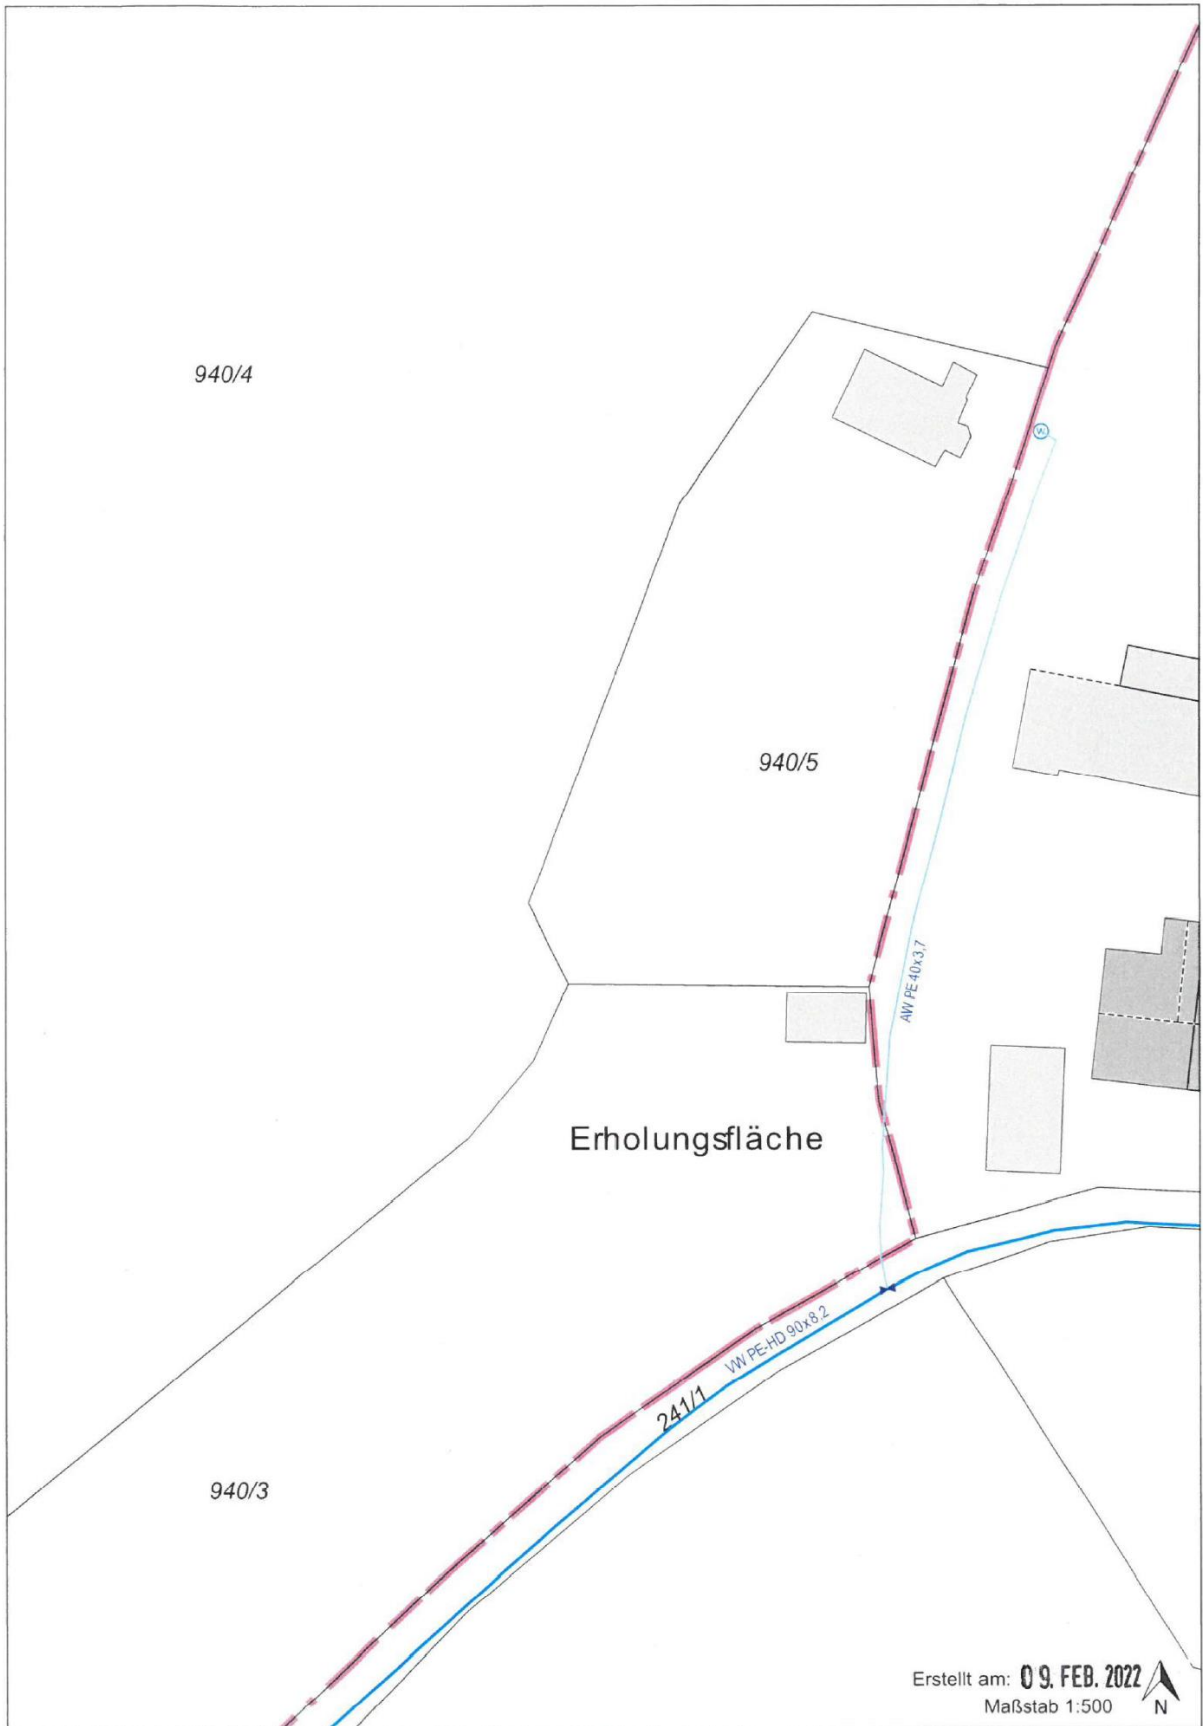 940/4
W
940/5
AW PE 40x3,7
Erholungsfläche
VW PE-HD 90x8,2
241/1
940/3
Erstellt am: 09. FEB. 2022
Maßstab 1:500
N